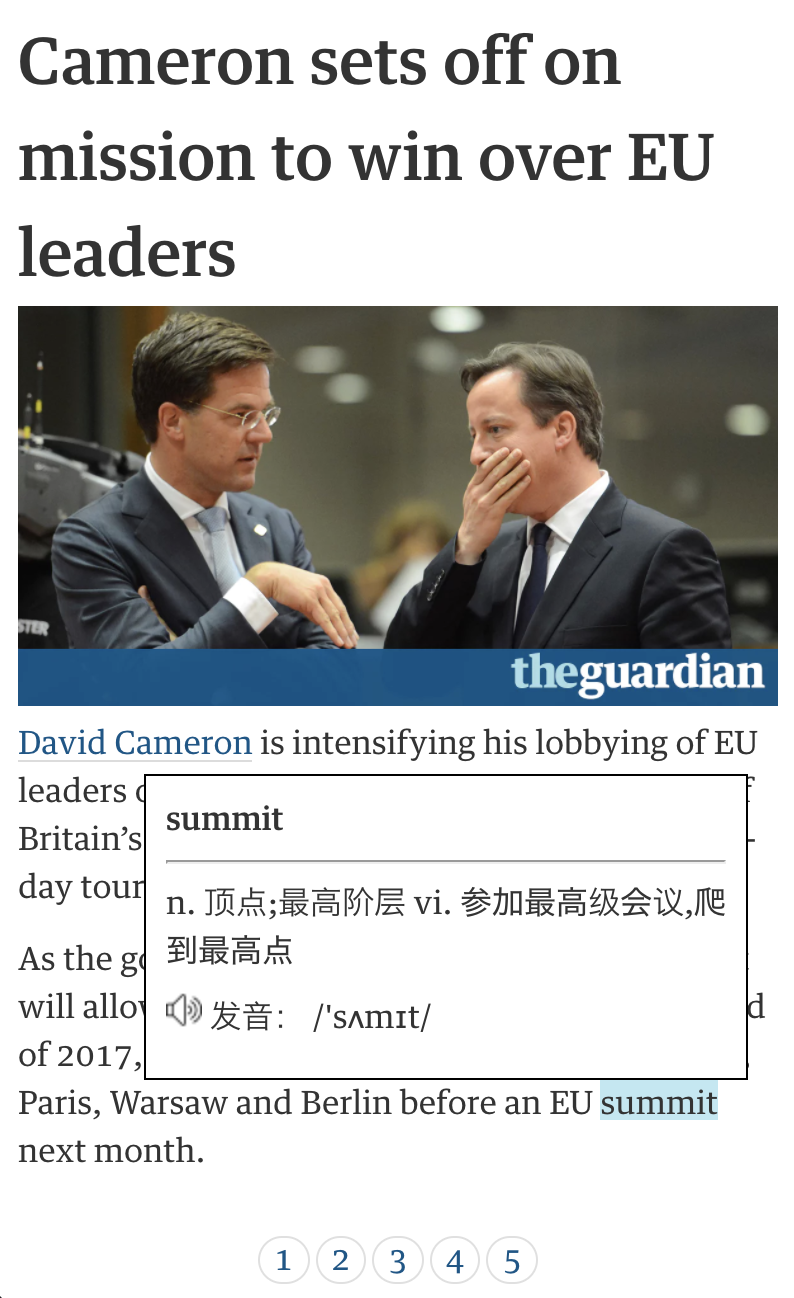 Cameron sets off on
mission to win over EU
leaders
STER
theguardian
David Cameron is intensifying his lobbying of EU
leaders
Britain's
day tour
summit
n. 顶点;最高阶层 vi. 参加最高级会议,爬
到最高点
发音: /'sʌmɪt/
As the
will
of 2017,
Paris, Warsaw and Berlin before an EU summit
next month.
1 2 3 4 5